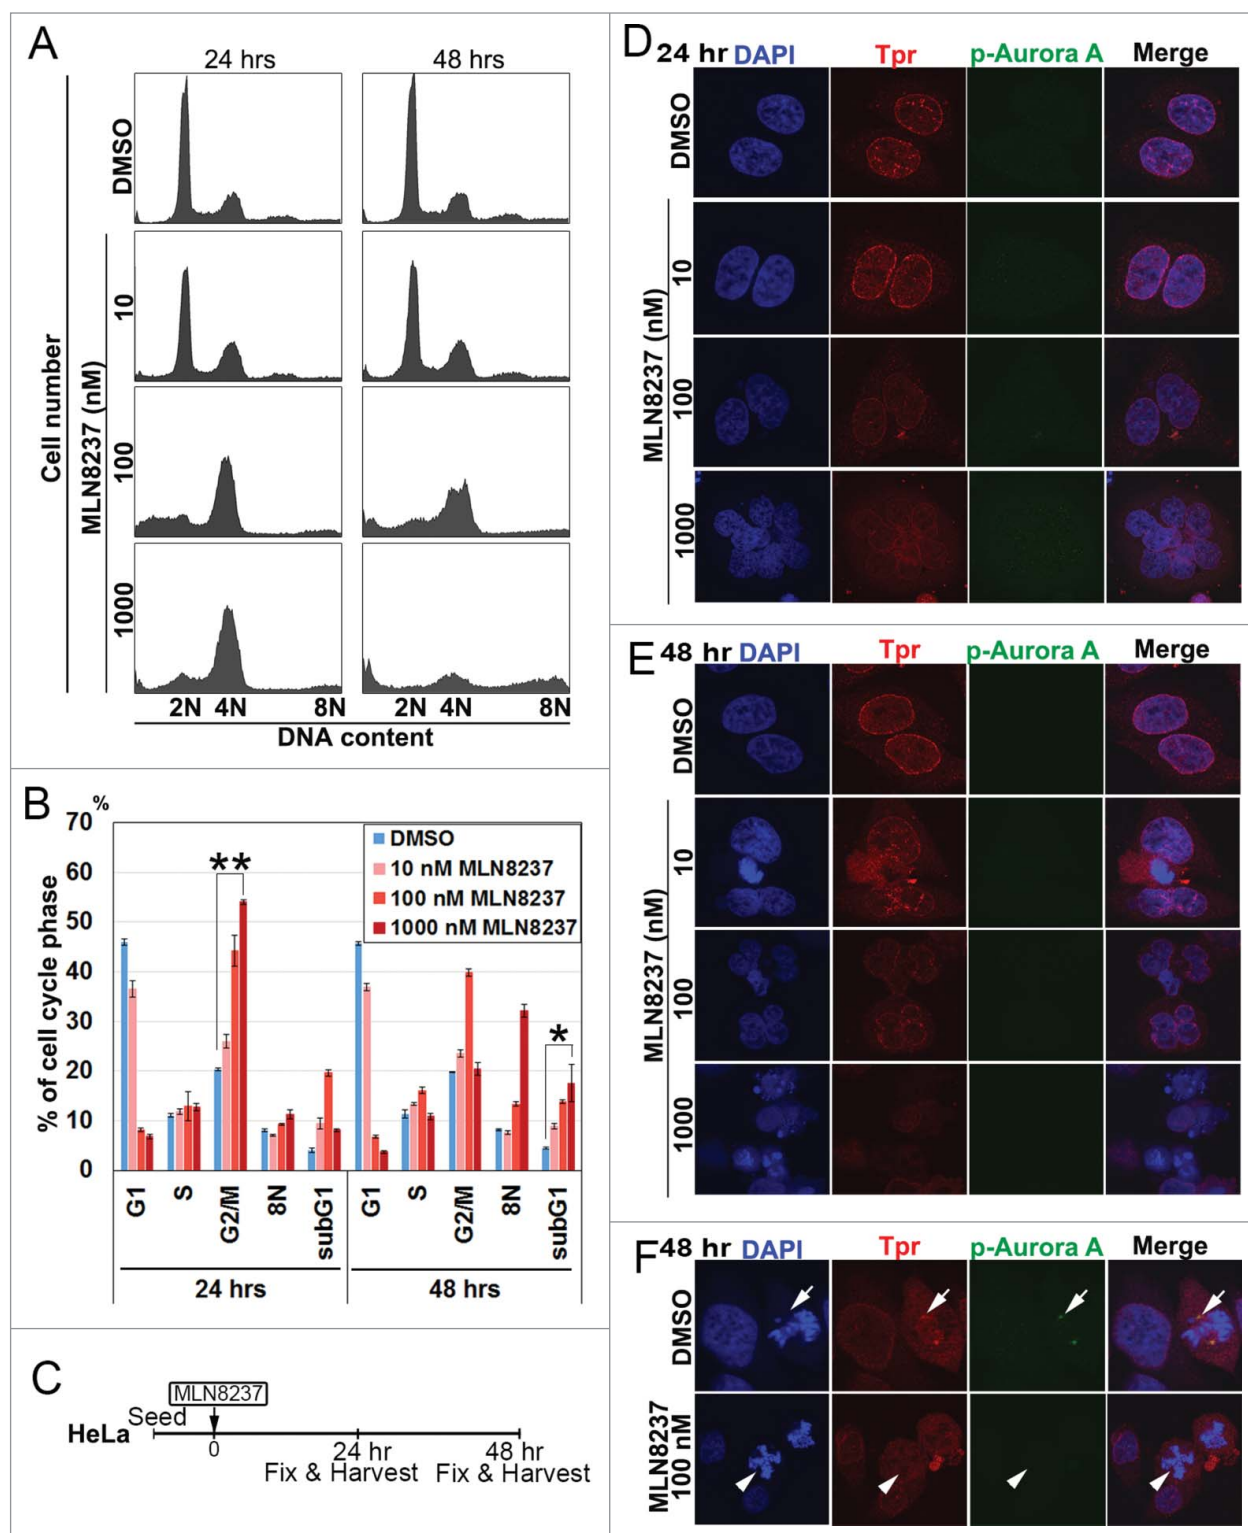 A
24 hrs
48 hrs
Cell number
MLN8237 (nM)
DMSO
10
100
1000
2N 4N 8N
2N 4N 8N
DNA content
B
%
70
60
50
40
30
20
10
0
% of cell cycle phase
**
*
DMSO
10 nM MLN8237
100 nM MLN8237
1000 nM MLN8237
G1 S G2/M 8N subG1
G1 S G2/M 8N subG1
24 hrs
48 hrs
C
MLN8237
Seed
HeLa
0 24 hr 48 hr
Fix & Harvest Fix & Harvest
D
24 hr DAPI Tpr p-Aurora A Merge
DMSO
MLN8237 (nM)
10
100
1000
E
48 hr DAPI Tpr p-Aurora A Merge
DMSO
MLN8237 (nM)
10
100
1000
F
48 hr DAPI Tpr p-Aurora A Merge
DMSO
MLN8237
100 nM